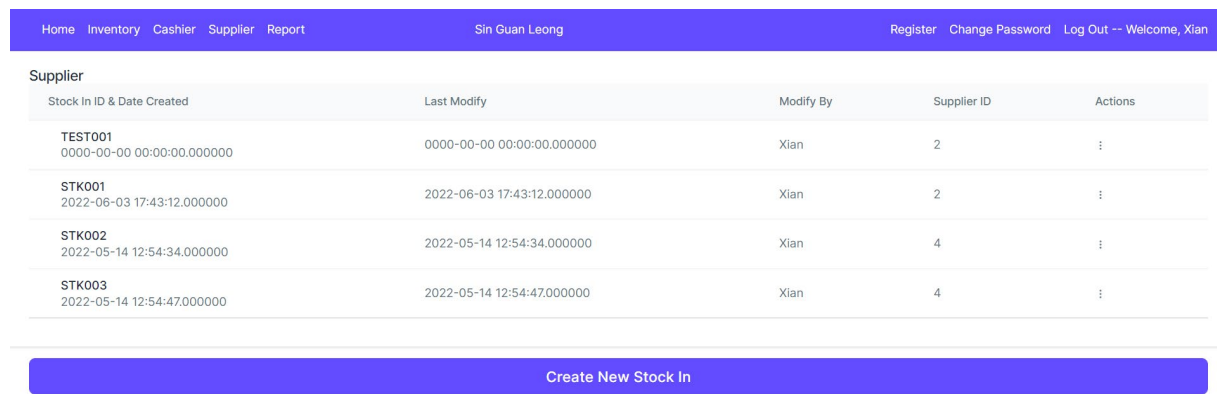 Home Inventory Cashier Supplier Report Sin Guan Leong Register Change Password Log Out -- Welcome, Xian
Supplier
Stock In ID & Date Created Last Modify Modify By Supplier ID Actions
TEST001
0000-00-00 00:00:00.000000 0000-00-00 00:00:00.000000 Xian 2
STK001
2022-06-03 17:43:12.000000 2022-06-03 17:43:12.000000 Xian 2
STK002
2022-05-14 12:54:34.000000 2022-05-14 12:54:34.000000 Xian 4
STK003
2022-05-14 12:54:47.000000 2022-05-14 12:54:47.000000 Xian 4
Create New Stock In